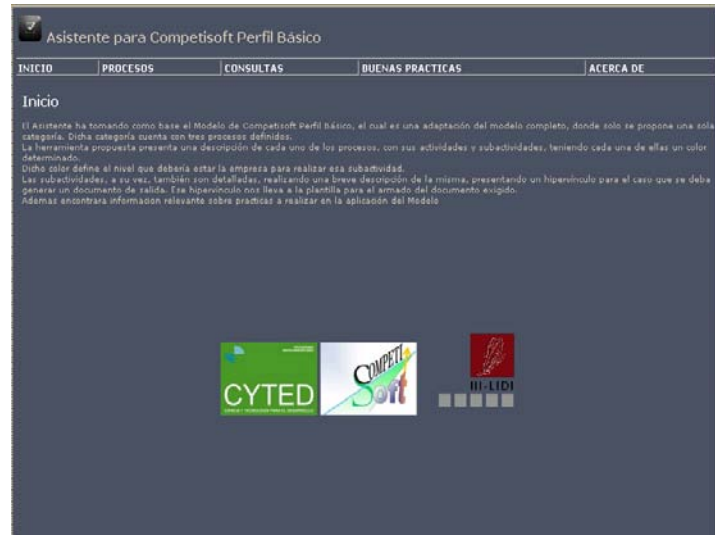 Asistente para Competisoft Perfil Básico
INICIO PROCESOS CONSULTAS BUENAS PRACTICAS ACERCA DE
Inicio
El Asistente ha tomando como base el Modelo de Competisoft Perfil Básico, el cual es una adaptación del modelo completo, donde solo se propone una sola
categoría. Dicha categoría cuenta con tres procesos definidos.
La herramienta propuesta presenta una descripción de cada uno de los procesos, con sus actividades y subactividades, teniendo cada una de ellas un color
determinado.
Dicho color define el nivel que debería estar la empresa para realizar esa subactividad.
Las subactividades, a su vez, también son detalladas, realizando una breve descripción de la misma, presentando un hipervínculo para el caso que se deba
generar un documento de salida. Ese hipervínculo nos lleva a la plantilla para el armado del documento exigido.
Ademas encontrara informacion relevante sobre practicas a realizar en la aplicación del Modelo
CYTED
COMPETI
Soft
III-LIDI